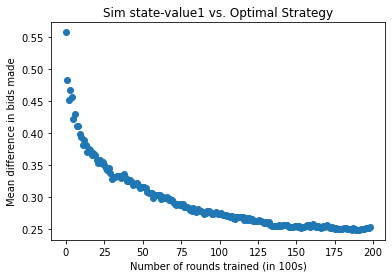 Sim state-value1 vs. Optimal Strategy
Mean difference in bids made
0.55
0.50
0.45
0.40
0.35
0.30
0.25
0 25 50 75 100 125 150 175 200
Number of rounds trained (in 100s)